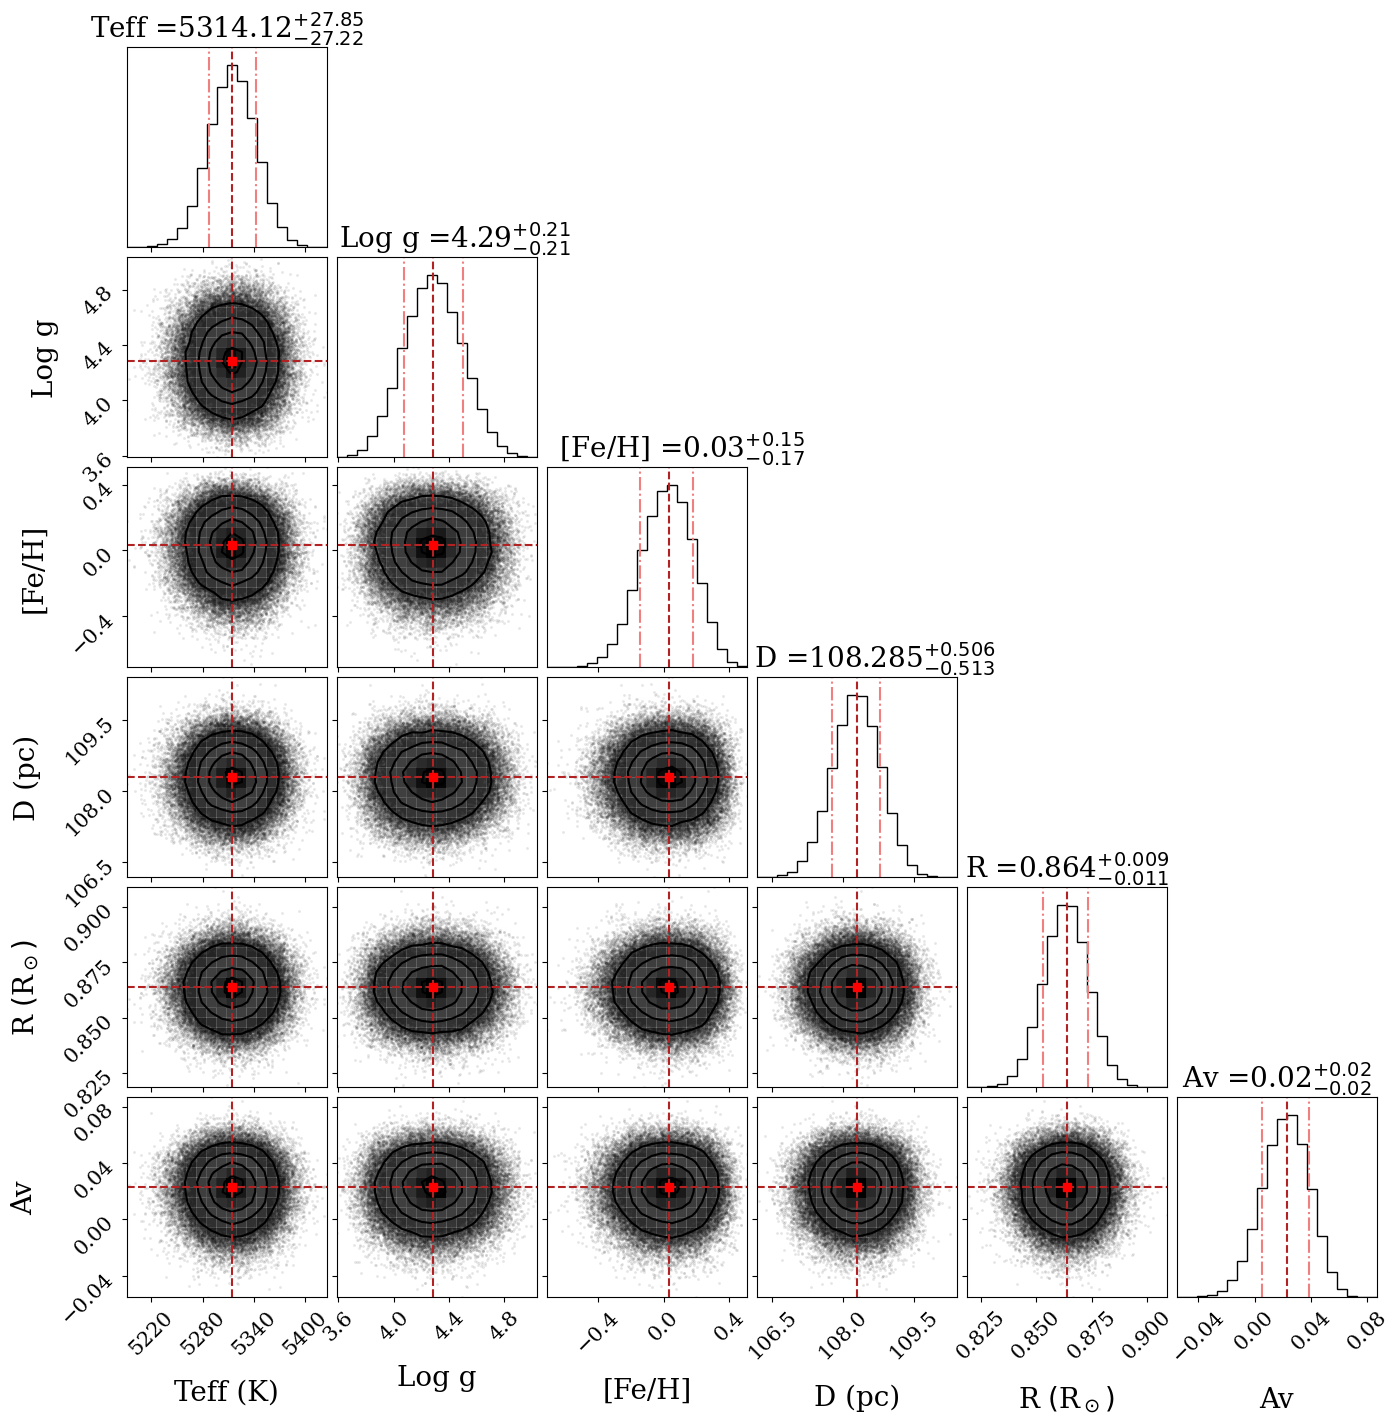 Teff =5314.12^{+27.85}_{-27.22}
Log g =4.29^{+0.21}_{-0.21}
4.8
4.4
4.0
3.6
Log g
[Fe/H] =0.03^{+0.15}_{-0.17}
0.4
0.0
−0.4
[Fe/H]
D =108.285^{+0.506}_{-0.513}
109.5
108.0
106.5
D (pc)
R =0.864^{+0.009}_{-0.011}
0.900
0.875
0.850
0.825
R (R_⊙)
Av =0.02^{+0.02}_{-0.02}
0.08
0.04
0.00
−0.04
Av
5220 5280 5340 5400
3.6 4.0 4.4 4.8
−0.4 0.0 0.4
106.5 108.0 109.5
0.825 0.850 0.875 0.900
−0.04 0.00 0.04 0.08
Teff (K)
Log g
[Fe/H]
D (pc)
R (R_⊙)
Av